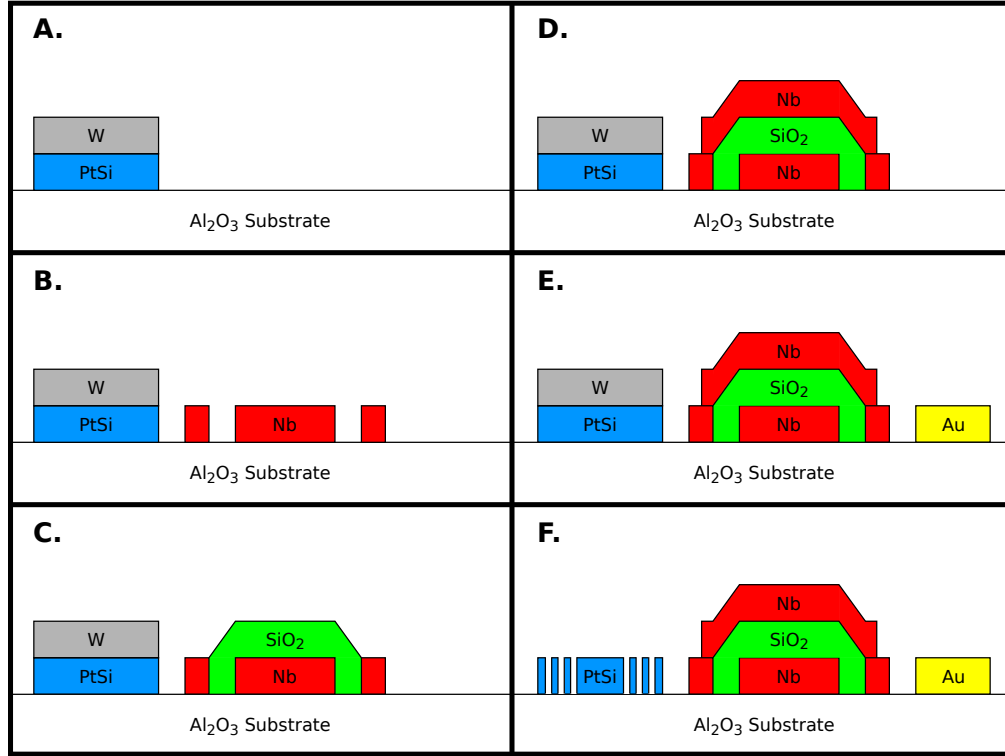 A.
W
PtSi
Al₂O₃ Substrate
B.
W
PtSi
Nb
Al₂O₃ Substrate
C.
W
PtSi
SiO₂
Nb
Al₂O₃ Substrate
D.
W
PtSi
Nb
SiO₂
Nb
Al₂O₃ Substrate
E.
W
PtSi
Nb
SiO₂
Nb
Au
Al₂O₃ Substrate
F.
PtSi
Nb
SiO₂
Nb
Au
Al₂O₃ Substrate